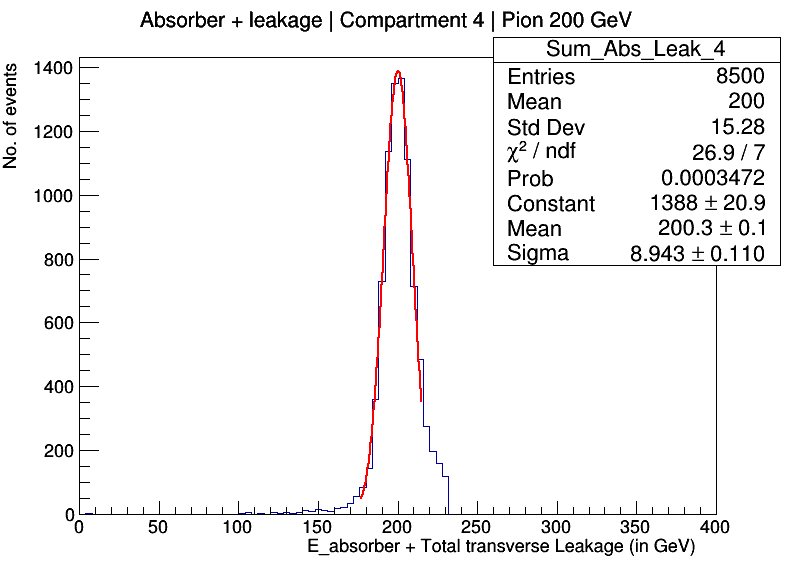 Absorber + leakage | Compartment 4 | Pion 200 GeV
Sum_Abs_Leak_4
Entries 8500
Mean 200
Std Dev 15.28
χ² / ndf 26.9 / 7
Prob 0.0003472
Constant 1388 ± 20.9
Mean 200.3 ± 0.1
Sigma 8.943 ± 0.110
No. of events
1400
1200
1000
800
600
400
200
0
0 50 100 150 200 250 300 350 400
E_absorber + Total transverse Leakage (in GeV)